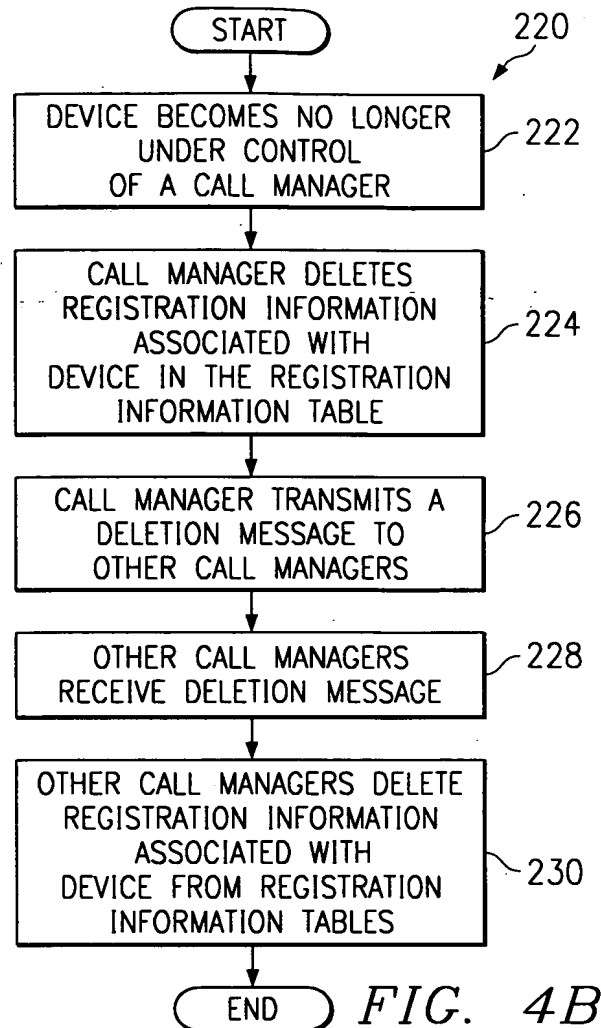 START
220
DEVICE BECOMES NO LONGER
UNDER CONTROL
OF A CALL MANAGER
222
CALL MANAGER DELETES
REGISTRATION INFORMATION
ASSOCIATED WITH
DEVICE IN THE REGISTRATION
INFORMATION TABLE
224
CALL MANAGER TRANSMITS A
DELETION MESSAGE TO
OTHER CALL MANAGERS
226
OTHER CALL MANAGERS
RECEIVE DELETION MESSAGE
228
OTHER CALL MANAGERS DELETE
REGISTRATION INFORMATION
ASSOCIATED WITH
DEVICE FROM REGISTRATION
INFORMATION TABLES
230
END
FIG. 4B